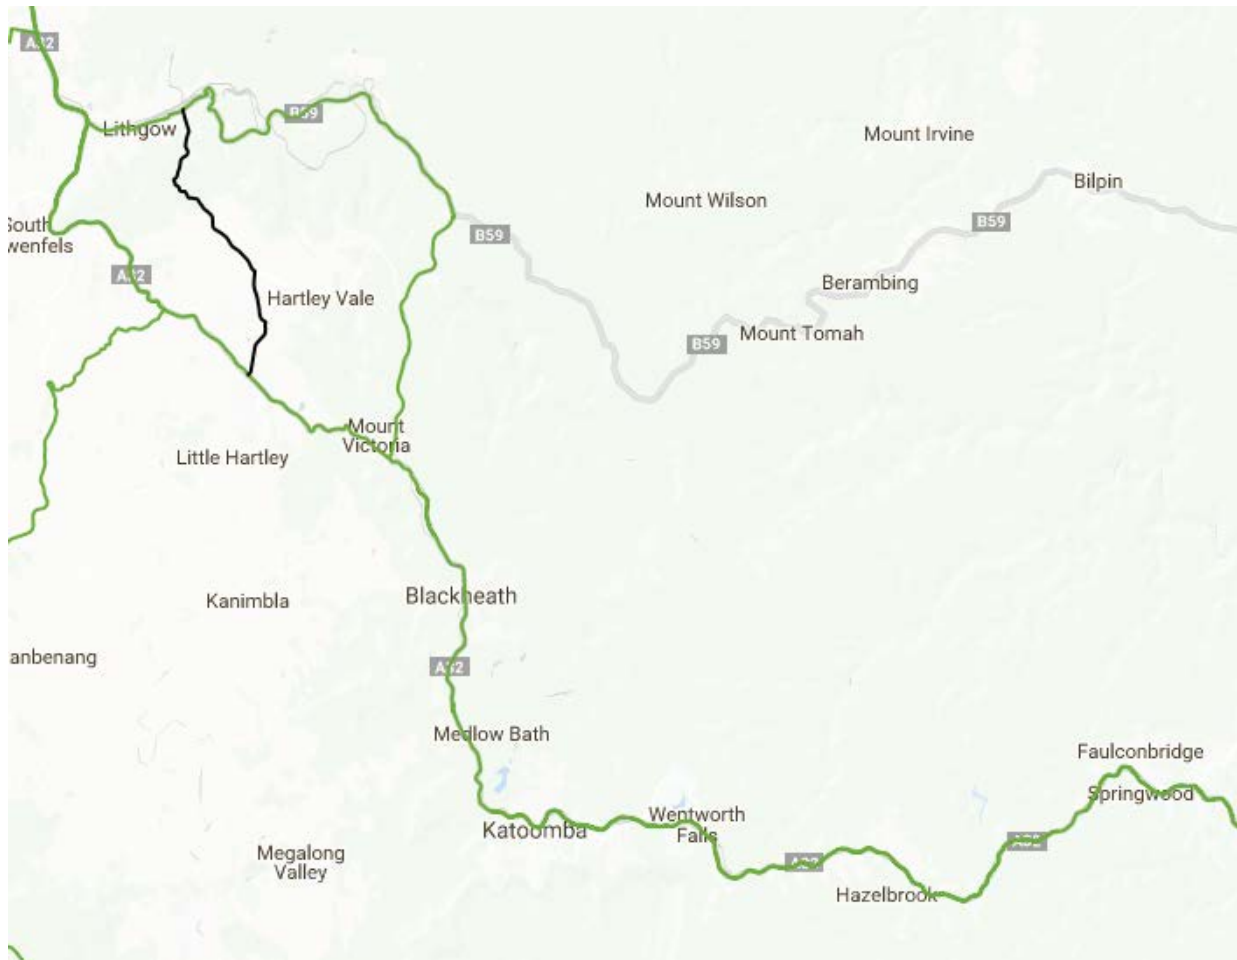 A32
Lithgow
B59
Mount Irvine
Bilpin
Mount Wilson
South
wenfels
B59
B59
A32
Berambing
Hartley Vale
Mount Tomah
B59
Mount
Victoria
Little Hartley
Blackheath
Kanimbla
anbenang
A32
Medlow Bath
Faulconbridge
Springwood
Wentworth
Falls
Katoomba
A32
Megalong
Valley
A32
Hazelbrook